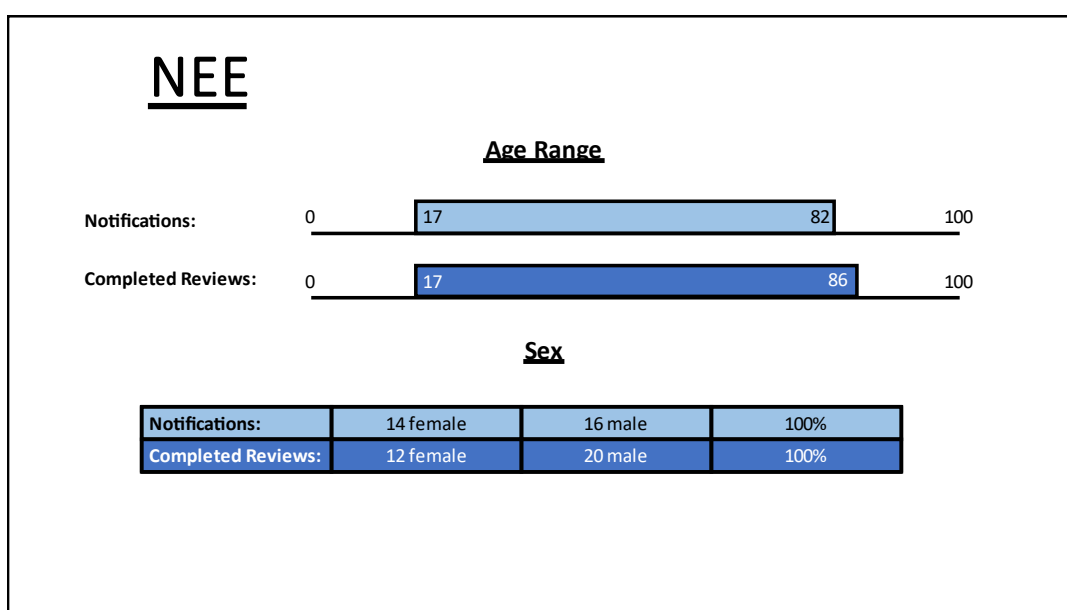 NEE
Age Range
Notifications: 0 17 82 100
Completed Reviews: 0 17 86 100
Sex
Notifications: 14 female 16 male 100%
Completed Reviews: 12 female 20 male 100%